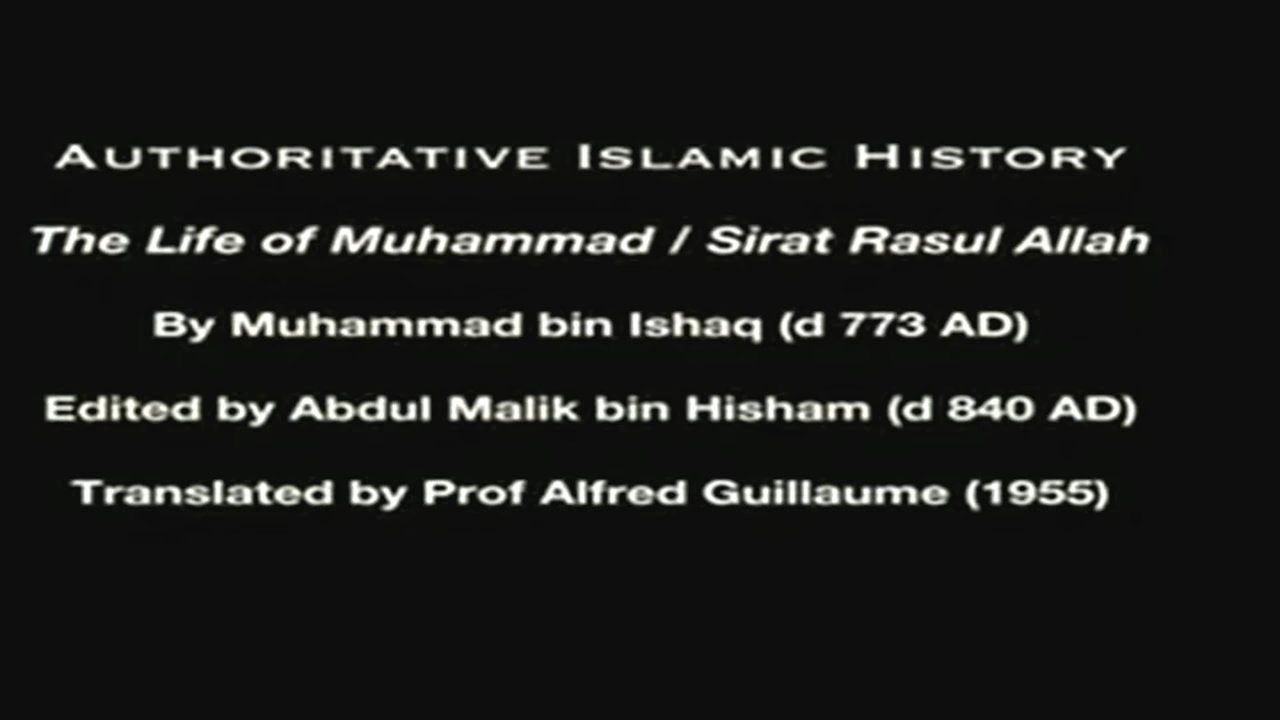 AUTHORITATIVE ISLAMIC HISTORY
The Life of Muhammad / Sirat Rasul Allah
By Muhammad bin Ishaq (d 773 AD)
Edited by Abdul Malik bin Hisham (d 840 AD)
Translated by Prof Alfred Guillaume (1955)